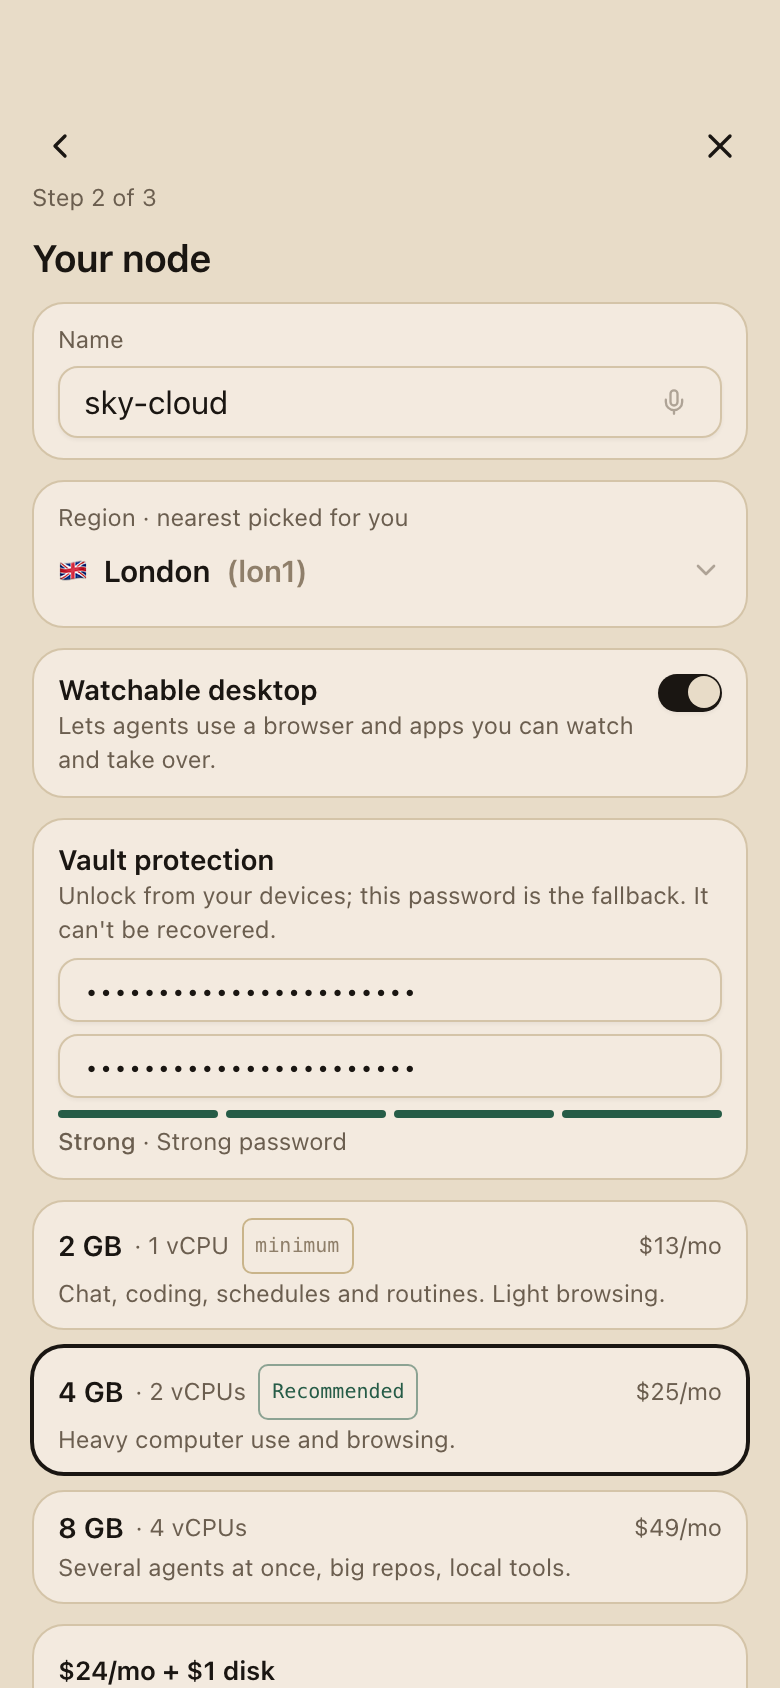 Step 2 of 3
Your node
Name
sky-cloud
Region · nearest picked for you
🇬🇧 London (lon1)
Watchable desktop
Lets agents use a browser and apps you can watch
and take over.
Vault protection
Unlock from your devices; this password is the fallback. It
can't be recovered.
•••••••••••••••••••••••
•••••••••••••••••••••••
Strong · Strong password
2 GB · 1 vCPU minimum $13/mo
Chat, coding, schedules and routines. Light browsing.
4 GB · 2 vCPUs Recommended $25/mo
Heavy computer use and browsing.
8 GB · 4 vCPUs $49/mo
Several agents at once, big repos, local tools.
$24/mo + $1 disk